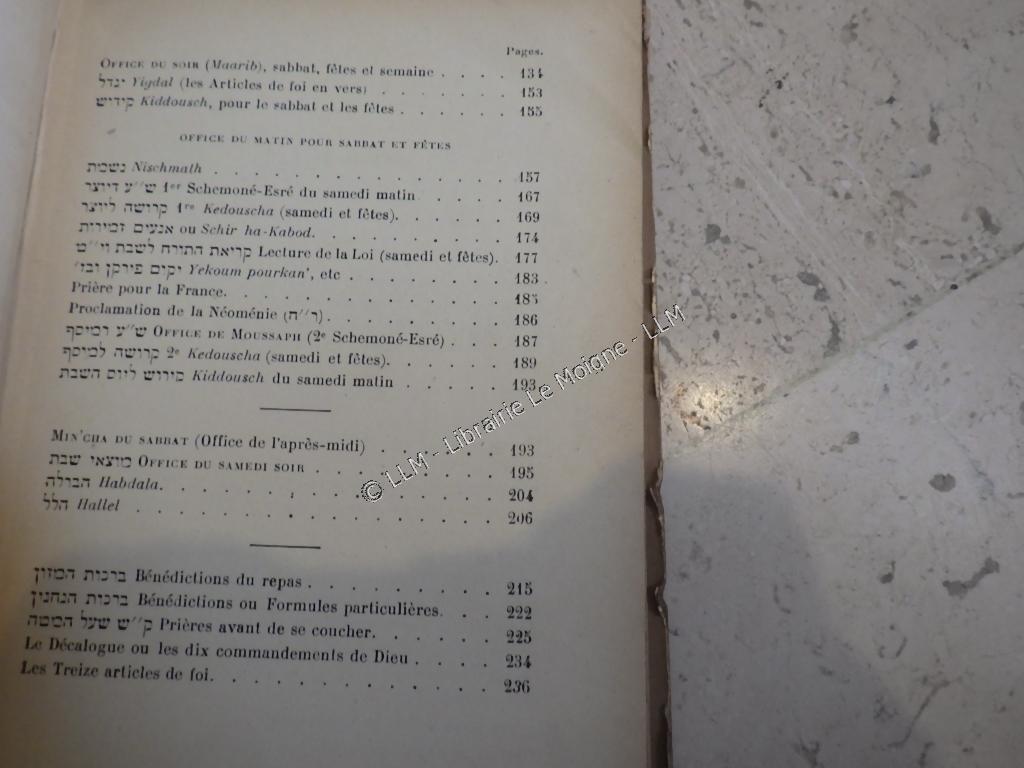 Pages.
OFFICE DU SOIR (Maarib), sabbat, fêtes et semaine . . . . 134
יגדל Yigdal (les Articles de foi en vers) . . . . . . . 153
קידיש Kiddousch, pour le sabbat et les fêtes . . . . . . 155
OFFICE DU MATIN POUR SABBAT ET FÊTES
נשמת Nischmath . . . . . . . . . . . . . . . 157
ש״ע דיוצר 1er Schemoné-Esré du samedi matin . . . . . 167
קדושה ליוצר 1re Kedouscha (samedi et fêtes). . . . . . 169
אנעים זמירות ou Schir ha-Kabod. . . . . . . . . . 174
קריאת התורה לשבת וי״ט Lecture de la Loi (samedi et fêtes). 177
יקום פורקן וכו׳ Yekoum pourkan', etc . . . . . . . . 183
Prière pour la France. . . . . . . . . . . . . . 185
Proclamation de la Néoménie (ר״ח). . . . . . . . . 186
ש״ע דמוסף OFFICE DE MOUSSAPH (2e Schemoné-Esré) . . . 187
קדושה למוסף 2e Kedouscha (samedi et fêtes). . . . . . 189
קידוש ליום השבת Kiddousch du samedi matin . . . . . . 193
MIN'CHA DU SABBAT (Office de l'après-midi) . . . . . . . 193
מוצאי שבת OFFICE DU SAMEDI SOIR . . . . . . . . . 195
הבדלה Habdala. . . . . . . . . . . . . . . . 204
הלל Hallel . . . . . . . . . . . . . . . . . 206
ברכות המזון Bénédictions du repas . . . . . . . . . 215
ברכות הנהנין Bénédictions ou Formules particulières. . . . 222
ק״ש שעל המטה Prières avant de se coucher. . . . . . . 225
Le Décalogue ou les dix commandements de Dieu . . . . . 234
Les Treize articles de foi. . . . . . . . . . . . . 236
© LLM - Librairie Le Moigne - LLM